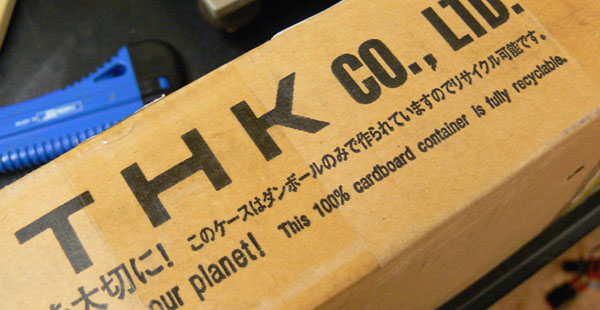 THK CO., LTD.
大切に! このケースはダンボールのみで作られていますのでリサイクル可能です。
our planet! This 100% cardboard container is fully recyclable.